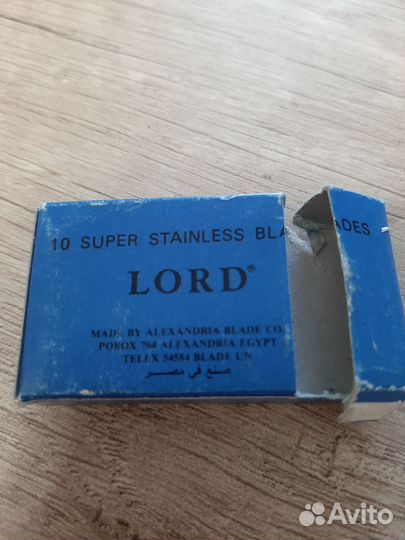 10 SUPER STAINLESS BLA ADES
LORD®
MADE BY ALEXANDRIA BLADE CO.
POBOX 764 ALEXANDRIA EGYPT
TELEX 54584 BLADE UN
صنع في مصر
Avito